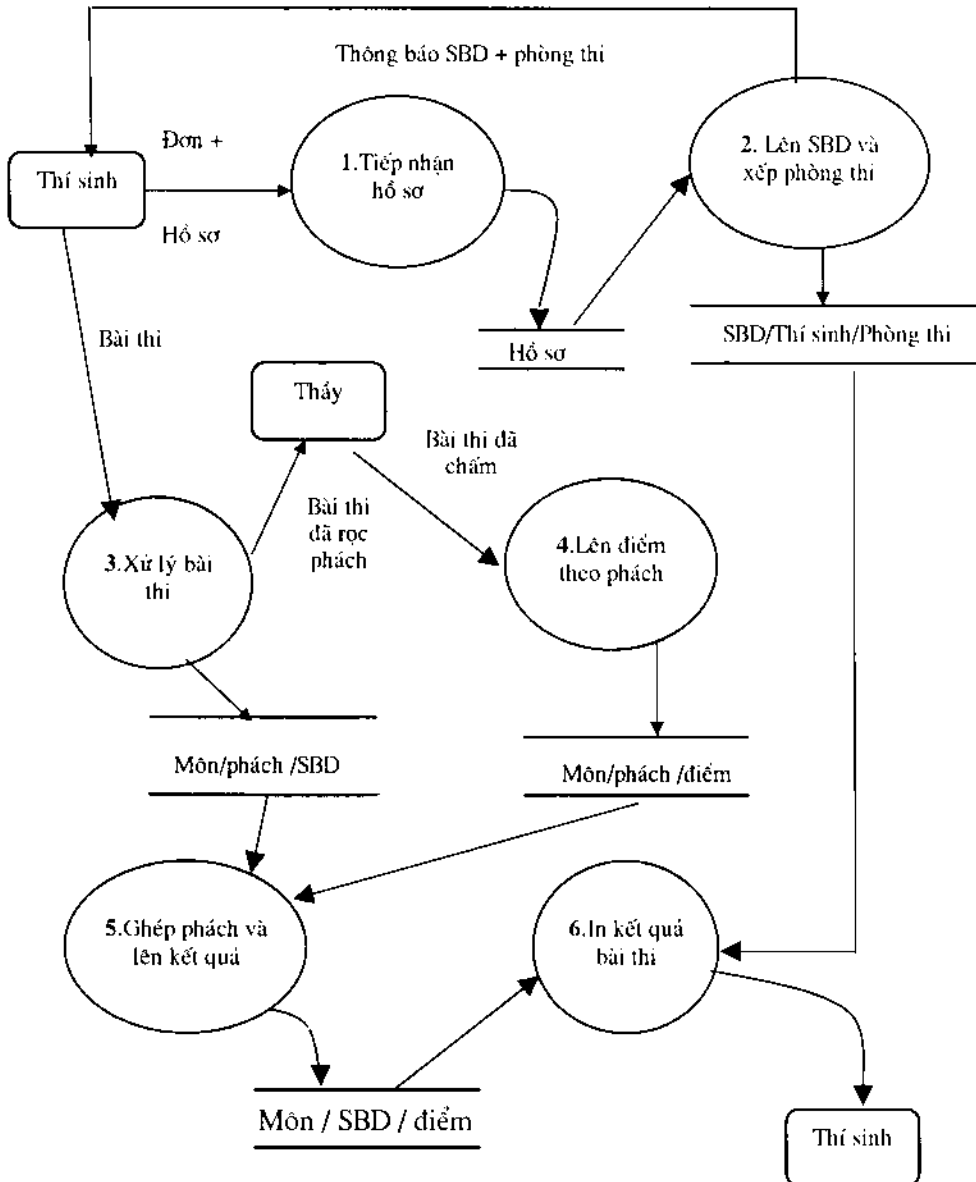 Thông báo SBD + phòng thi
Đơn +
Thí sinh
Hồ sơ
1.Tiếp nhận
hồ sơ
2. Lên SBD và
xếp phòng thi
Bài thi
Hồ sơ
SBD/Thí sinh/Phòng thi
Thầy
Bài thi đã
chấm
Bài thi
đã rọc
phách
3.Xử lý bài
thi
4.Lên điểm
theo phách
Môn/phách /SBD
Môn/phách /điểm
5.Ghép phách và
lên kết quả
6.In kết quả
bài thi
Môn / SBD / điểm
Thí sinh